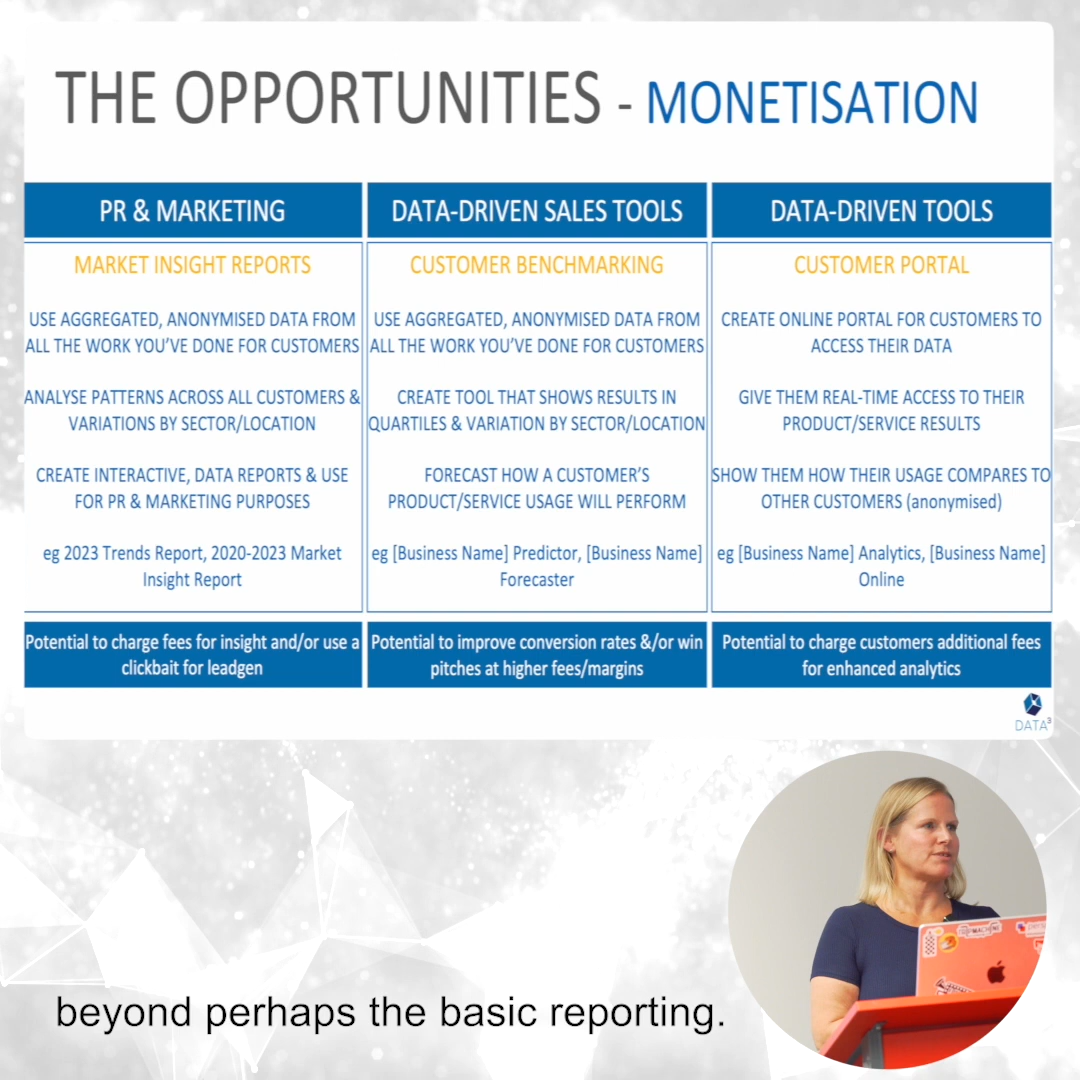 THE OPPORTUNITIES - MONETISATION
PR & MARKETING
MARKET INSIGHT REPORTS
USE AGGREGATED, ANONYMISED DATA FROM
ALL THE WORK YOU'VE DONE FOR CUSTOMERS
ANALYSE PATTERNS ACROSS ALL CUSTOMERS &
VARIATIONS BY SECTOR/LOCATION
CREATE INTERACTIVE, DATA REPORTS & USE
FOR PR & MARKETING PURPOSES
eg 2023 Trends Report, 2020-2023 Market
Insight Report
Potential to charge fees for insight and/or use a
clickbait for leadgen
DATA-DRIVEN SALES TOOLS
CUSTOMER BENCHMARKING
USE AGGREGATED, ANONYMISED DATA FROM
ALL THE WORK YOU'VE DONE FOR CUSTOMERS
CREATE TOOL THAT SHOWS RESULTS IN
QUARTILES & VARIATION BY SECTOR/LOCATION
FORECAST HOW A CUSTOMER'S
PRODUCT/SERVICE USAGE WILL PERFORM
eg [Business Name] Predictor, [Business Name]
Forecaster
Potential to improve conversion rates &/or win
pitches at higher fees/margins
DATA-DRIVEN TOOLS
CUSTOMER PORTAL
CREATE ONLINE PORTAL FOR CUSTOMERS TO
ACCESS THEIR DATA
GIVE THEM REAL-TIME ACCESS TO THEIR
PRODUCT/SERVICE RESULTS
SHOW THEM HOW THEIR USAGE COMPARES TO
OTHER CUSTOMERS (anonymised)
eg [Business Name] Analytics, [Business Name]
Online
Potential to charge customers additional fees
for enhanced analytics
DATA³
beyond perhaps the basic reporting.